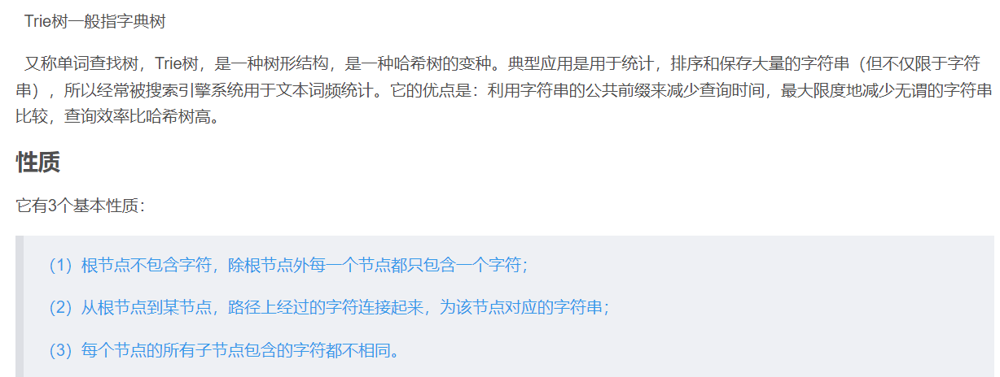 Trie树一般指字典树
又称单词查找树，Trie树，是一种树形结构，是一种哈希树的变种。典型应用是用于统计，排序和保存大量的字符串（但不仅限于字符
串），所以经常被搜索引擎系统用于文本词频统计。它的优点是：利用字符串的公共前缀来减少查询时间，最大限度地减少无谓的字符串
比较，查询效率比哈希树高。
性质
它有3个基本性质：
（1）根节点不包含字符，除根节点外每一个节点都只包含一个字符；
（2）从根节点到某节点，路径上经过的字符连接起来，为该节点对应的字符串；
（3）每个节点的所有子节点包含的字符都不相同。